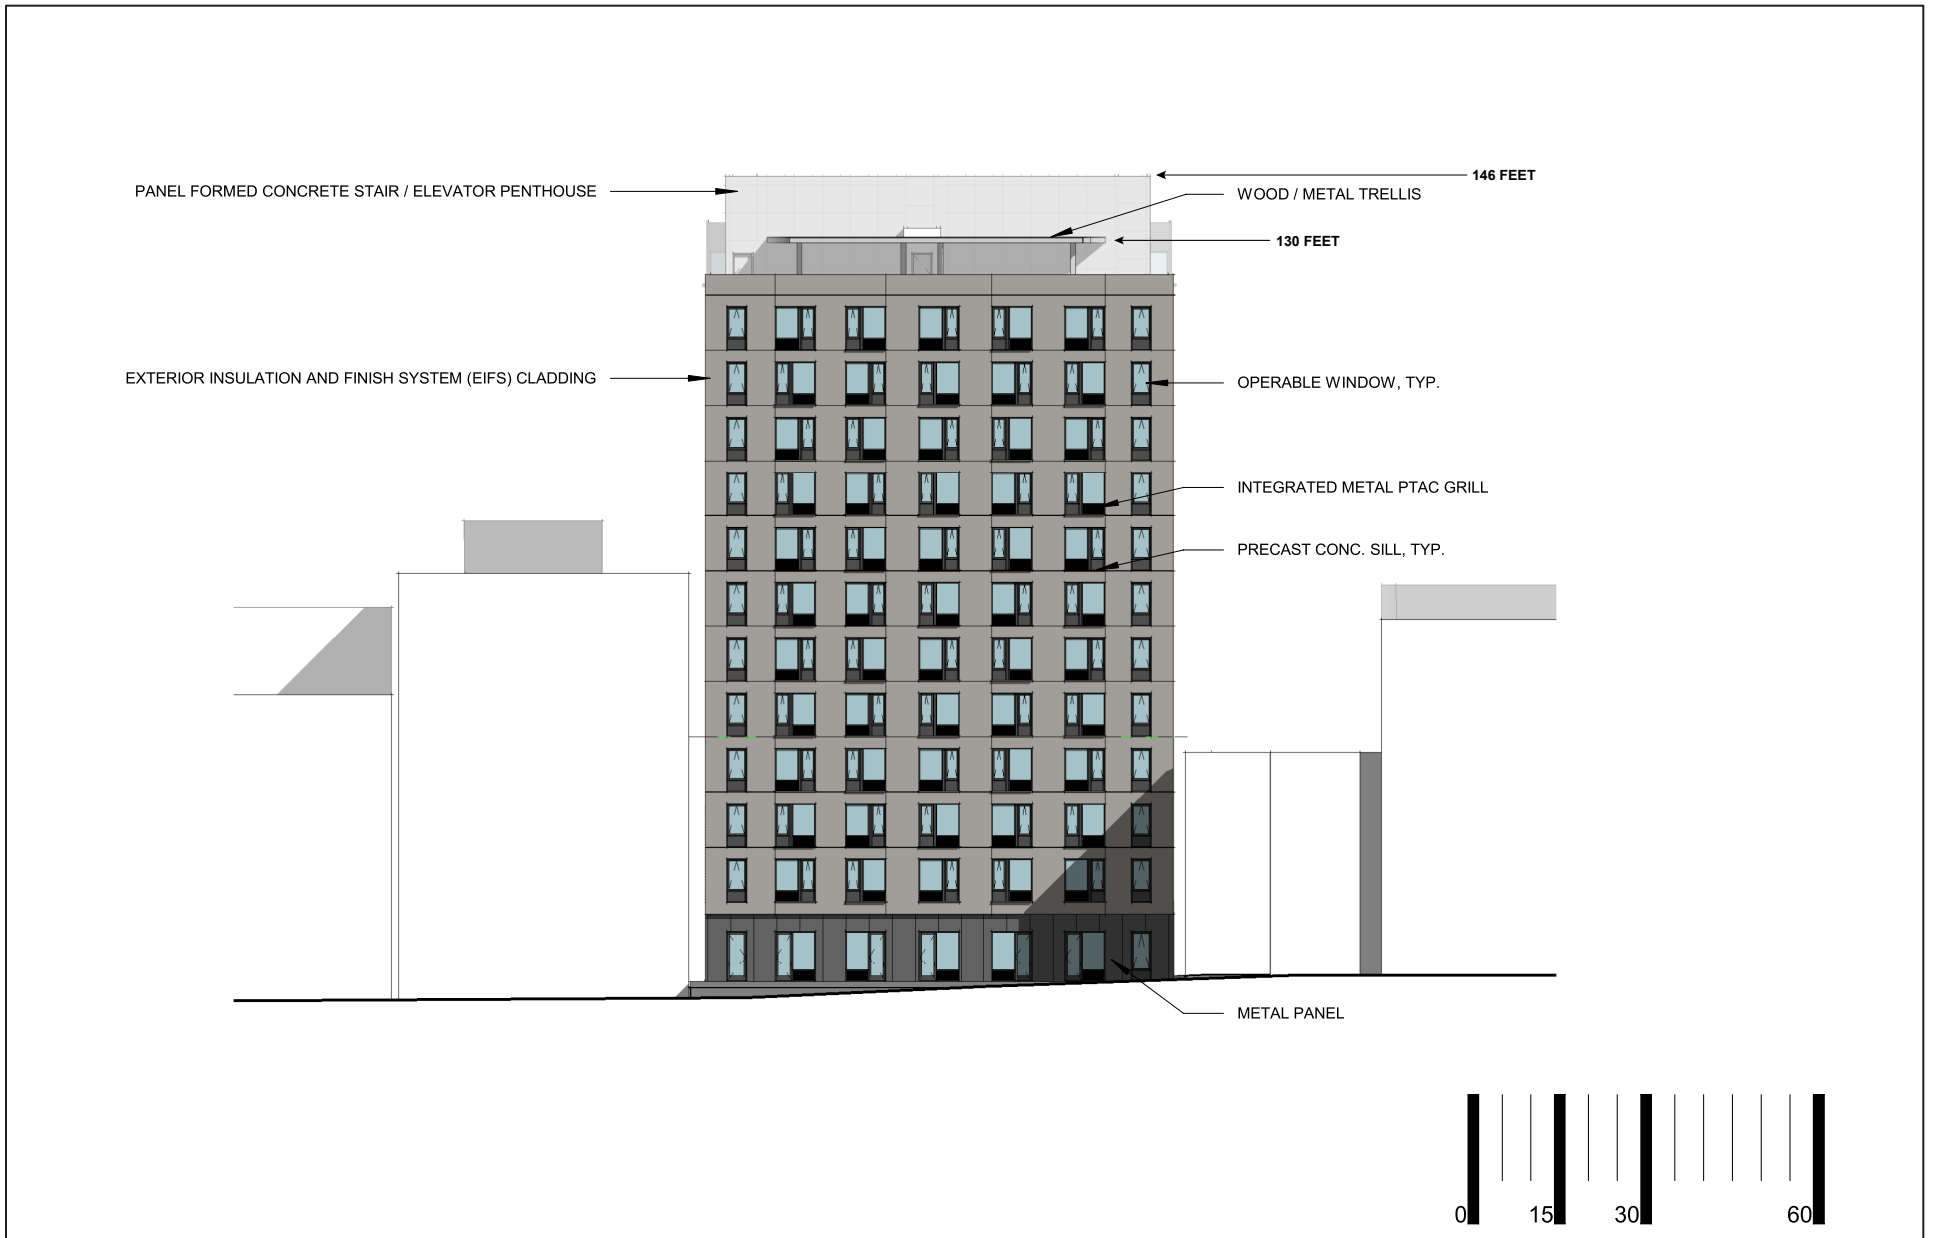 146 FEET
PANEL FORMED CONCRETE STAIR / ELEVATOR PENTHOUSE
WOOD / METAL TRELLIS
130 FEET
EXTERIOR INSULATION AND FINISH SYSTEM (EIFS) CLADDING
OPERABLE WINDOW, TYP.
INTEGRATED METAL PTAC GRILL
PRECAST CONC. SILL, TYP.
METAL PANEL
0 15 30 60